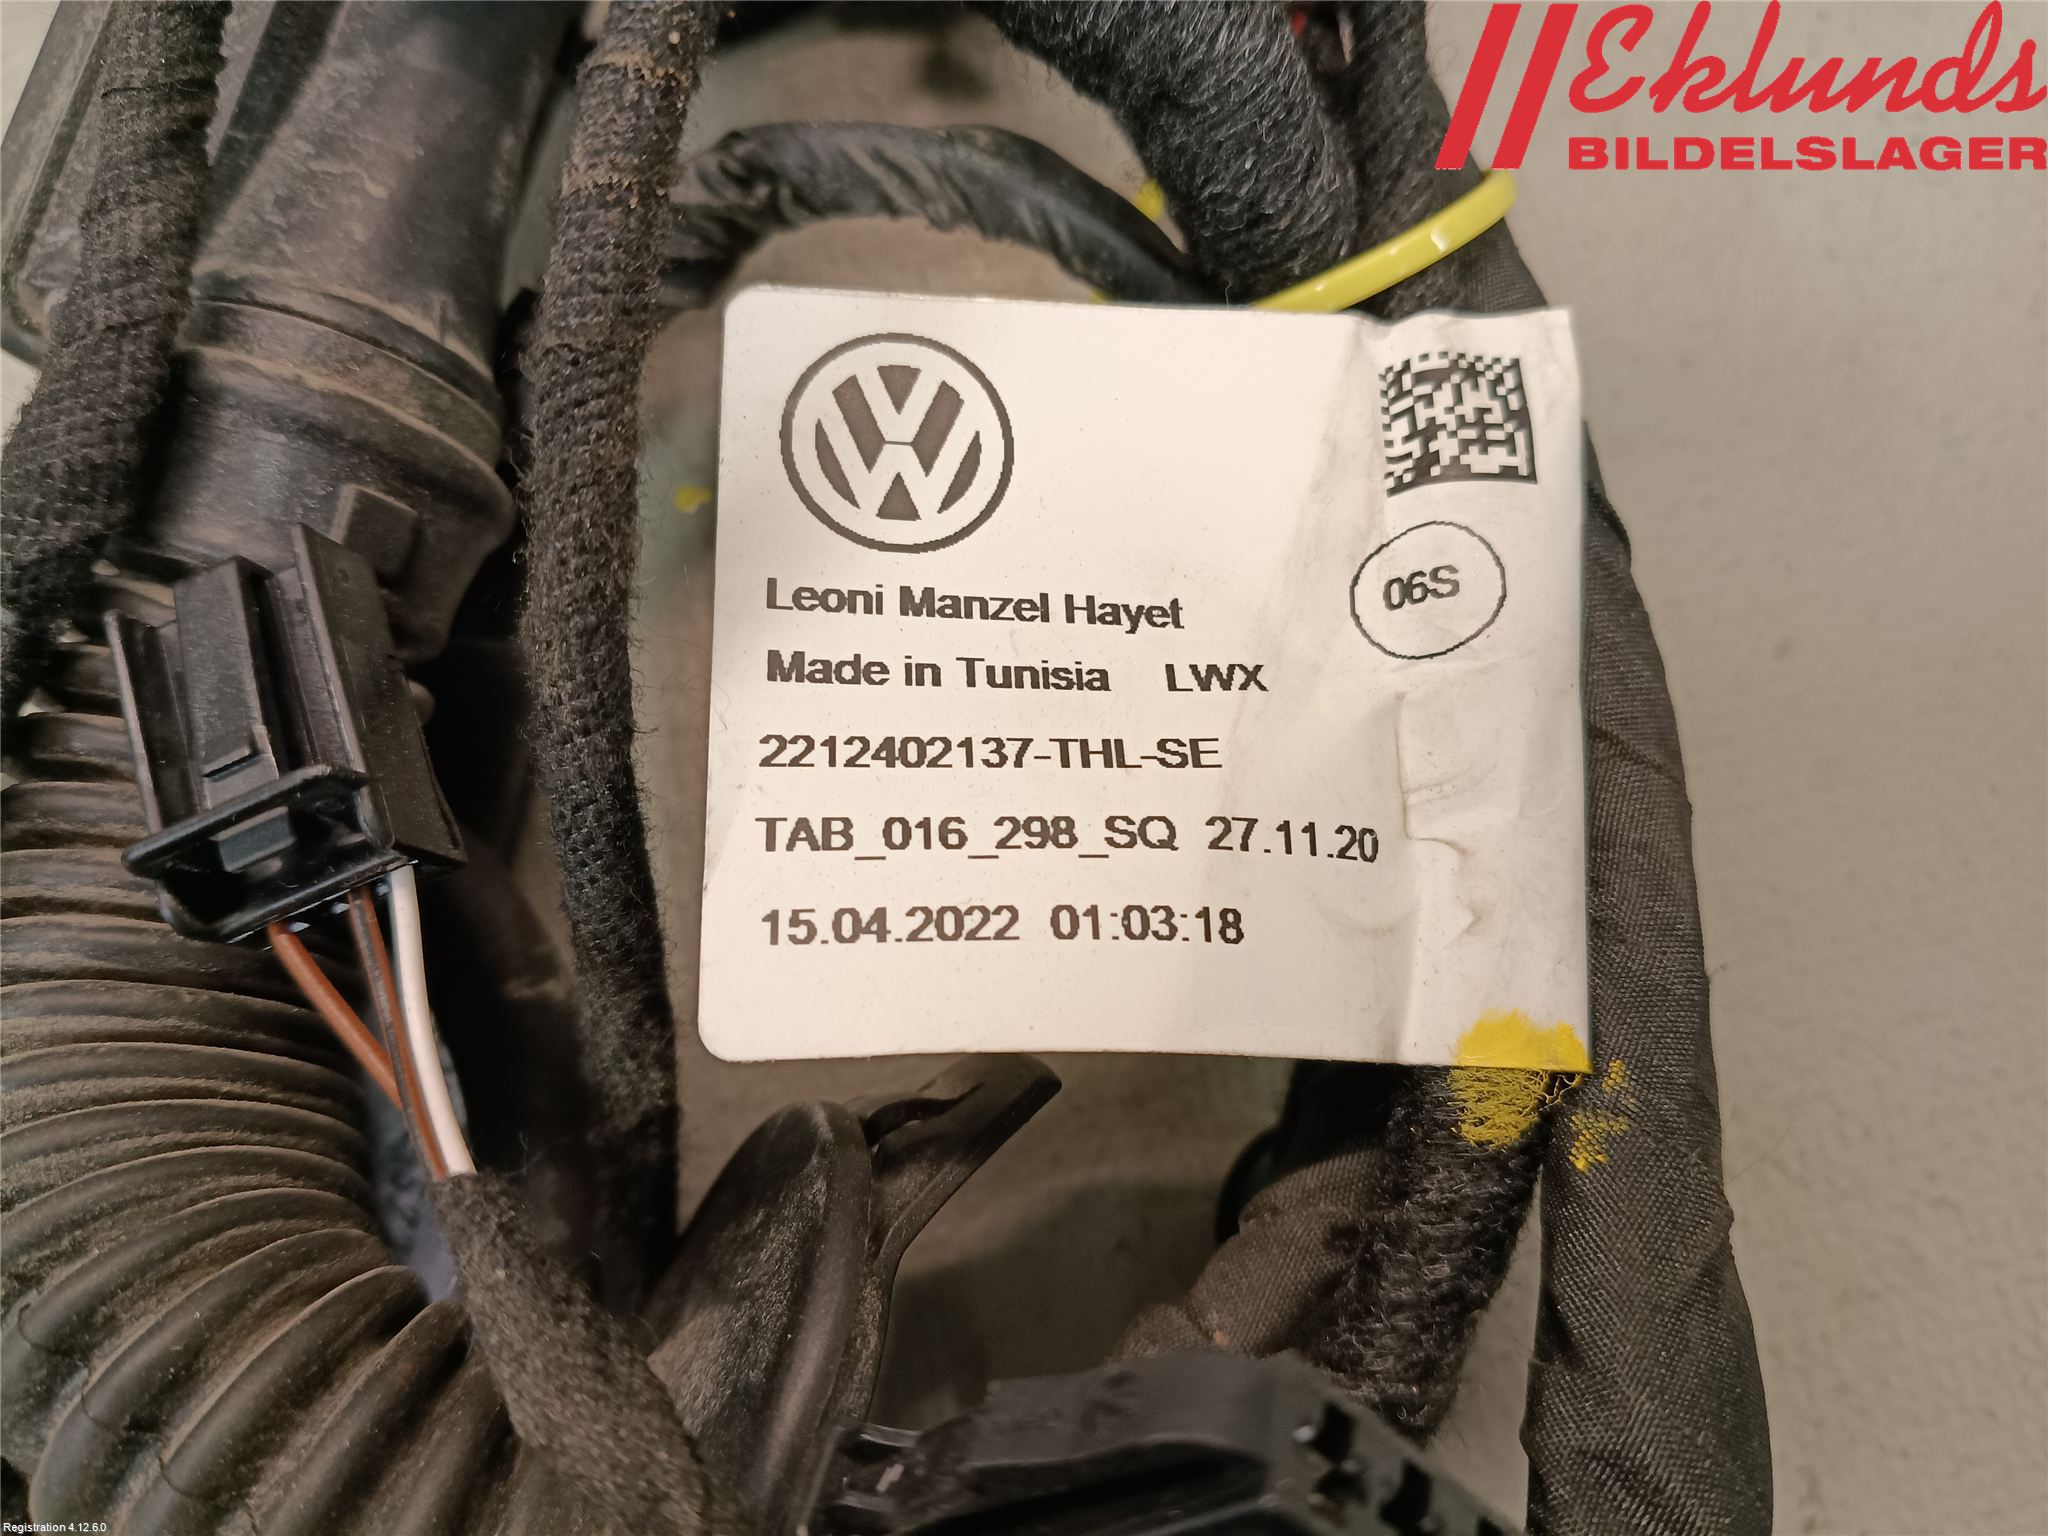 Eklunds
BILDELSLAGER
Leoni Manzel Hayet
06S
Made in Tunisia LWX
2212402137-THL-SE
TAB_016_298_SQ 27.11.20
15.04.2022 01:03:18
Registration 4.12.6.0